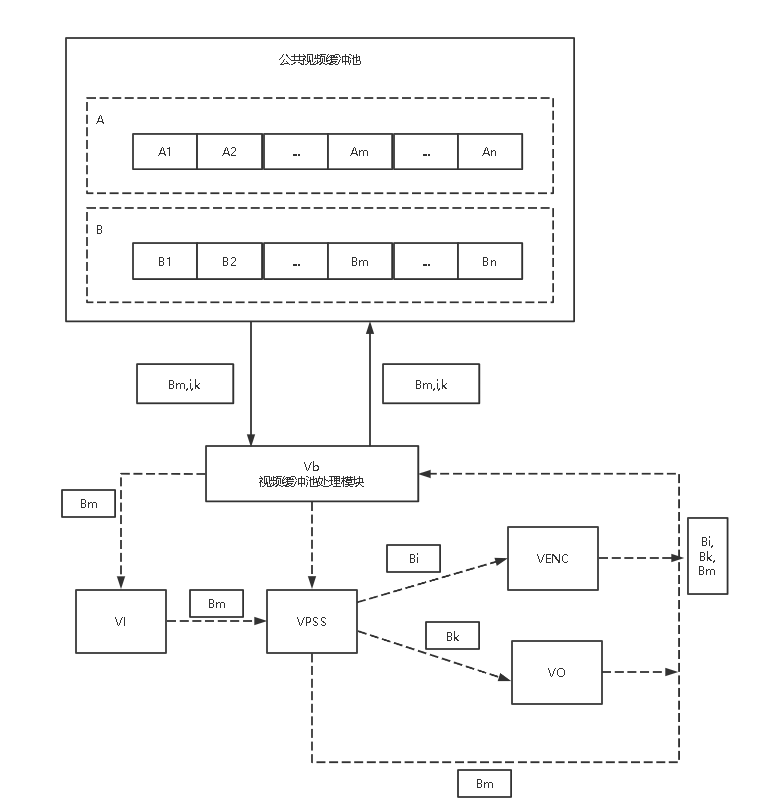 公共视频缓冲池
A
A1 A2 ... Am ... An
B
B1 B2 ... Bm ... Bn
Bm,i,k
Bm,i,k
Vb
视频缓冲池处理模块
Bm
Bi
VENC
Bi,
Bk,
Bm
VI
Bm
VPSS
Bk
VO
Bm